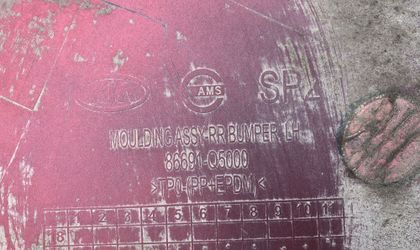 KIA AMS SP2
MOULDING ASSY-RR BUMPER, LH
86691-Q5000
>TPO-(PP+EPDM)<
1 2 3 4 5 6 7 8 9 10 11
8